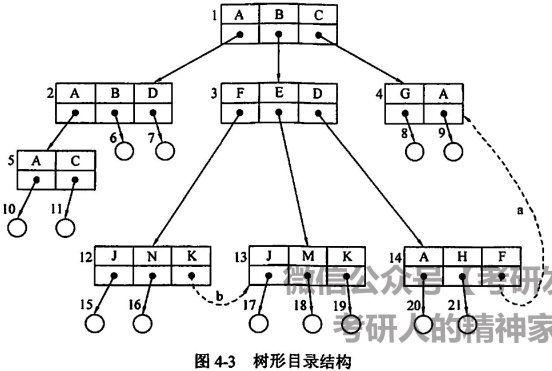 1 A B C
2 A B D
3 F E D
4 G A
6 7 8 9
5 A C
a
10 11
12 J N K
13 J M K
14 A H F
b
15 16 17 18 19 20 21
微信公众号【考研发
考研人的精神家
图 4-3 树形目录结构